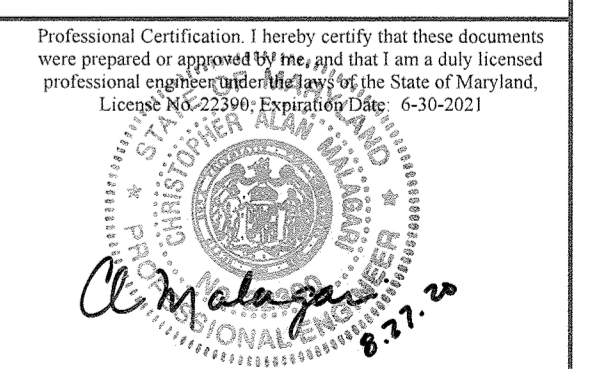 Professional Certification. I hereby certify that these documents
were prepared or approved by me, and that I am a duly licensed
professional engineer under the laws of the State of Maryland,
License No. 22390, Expiration Date: 6-30-2021
STATE OF MARYLAND
CHRISTOPHER ALAN MALAGARI
No. 22390
PROFESSIONAL ENGINEER
Malagari
8.27.20